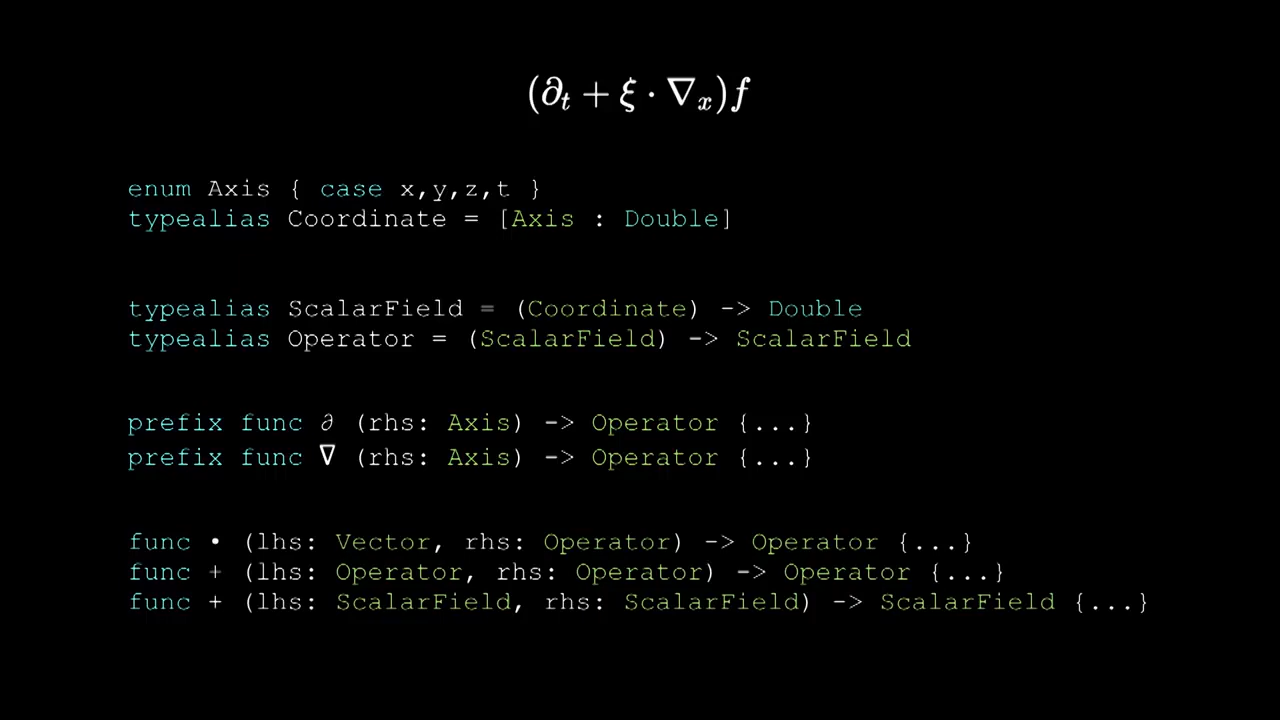 (∂ₜ + ξ · ∇ₓ)f
enum Axis { case x,y,z,t }
typealias Coordinate = [Axis : Double]
typealias ScalarField = (Coordinate) -> Double
typealias Operator = (ScalarField) -> ScalarField
prefix func ∂ (rhs: Axis) -> Operator {...}
prefix func ∇ (rhs: Axis) -> Operator {...}
func • (lhs: Vector, rhs: Operator) -> Operator {...}
func + (lhs: Operator, rhs: Operator) -> Operator {...}
func + (lhs: ScalarField, rhs: ScalarField) -> ScalarField {...}